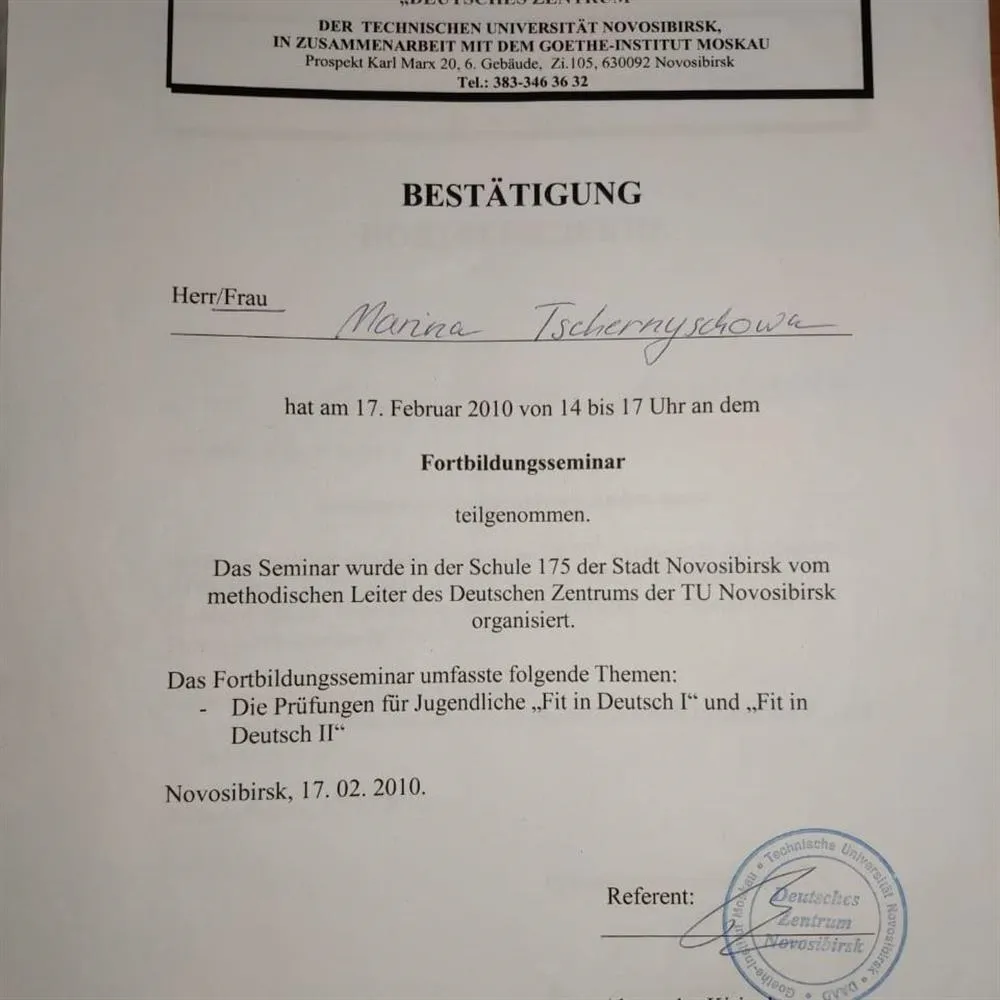 „DEUTSCHES ZENTRUM“
DER TECHNISCHEN UNIVERSITÄT NOVOSIBIRSK,
IN ZUSAMMENARBEIT MIT DEM GOETHE-INSTITUT MOSKAU
Prospekt Karl Marx 20, 6. Gebäude, Zi.105, 630092 Novosibirsk
Tel.: 383-346 36 32
BESTÄTIGUNG
Herr/Frau
Marina Tschernyschowa
hat am 17. Februar 2010 von 14 bis 17 Uhr an dem
Fortbildungsseminar
teilgenommen.
Das Seminar wurde in der Schule 175 der Stadt Novosibirsk vom
methodischen Leiter des Deutschen Zentrums der TU Novosibirsk
organisiert.
Das Fortbildungsseminar umfasste folgende Themen:
- Die Prüfungen für Jugendliche „Fit in Deutsch I“ und „Fit in
Deutsch II“
Novosibirsk, 17. 02. 2010.
Referent:
Technische Universität Novosibirsk • DAAD • Goethe-Institut Moskau •
Deutsches
Zentrum
Novosibirsk